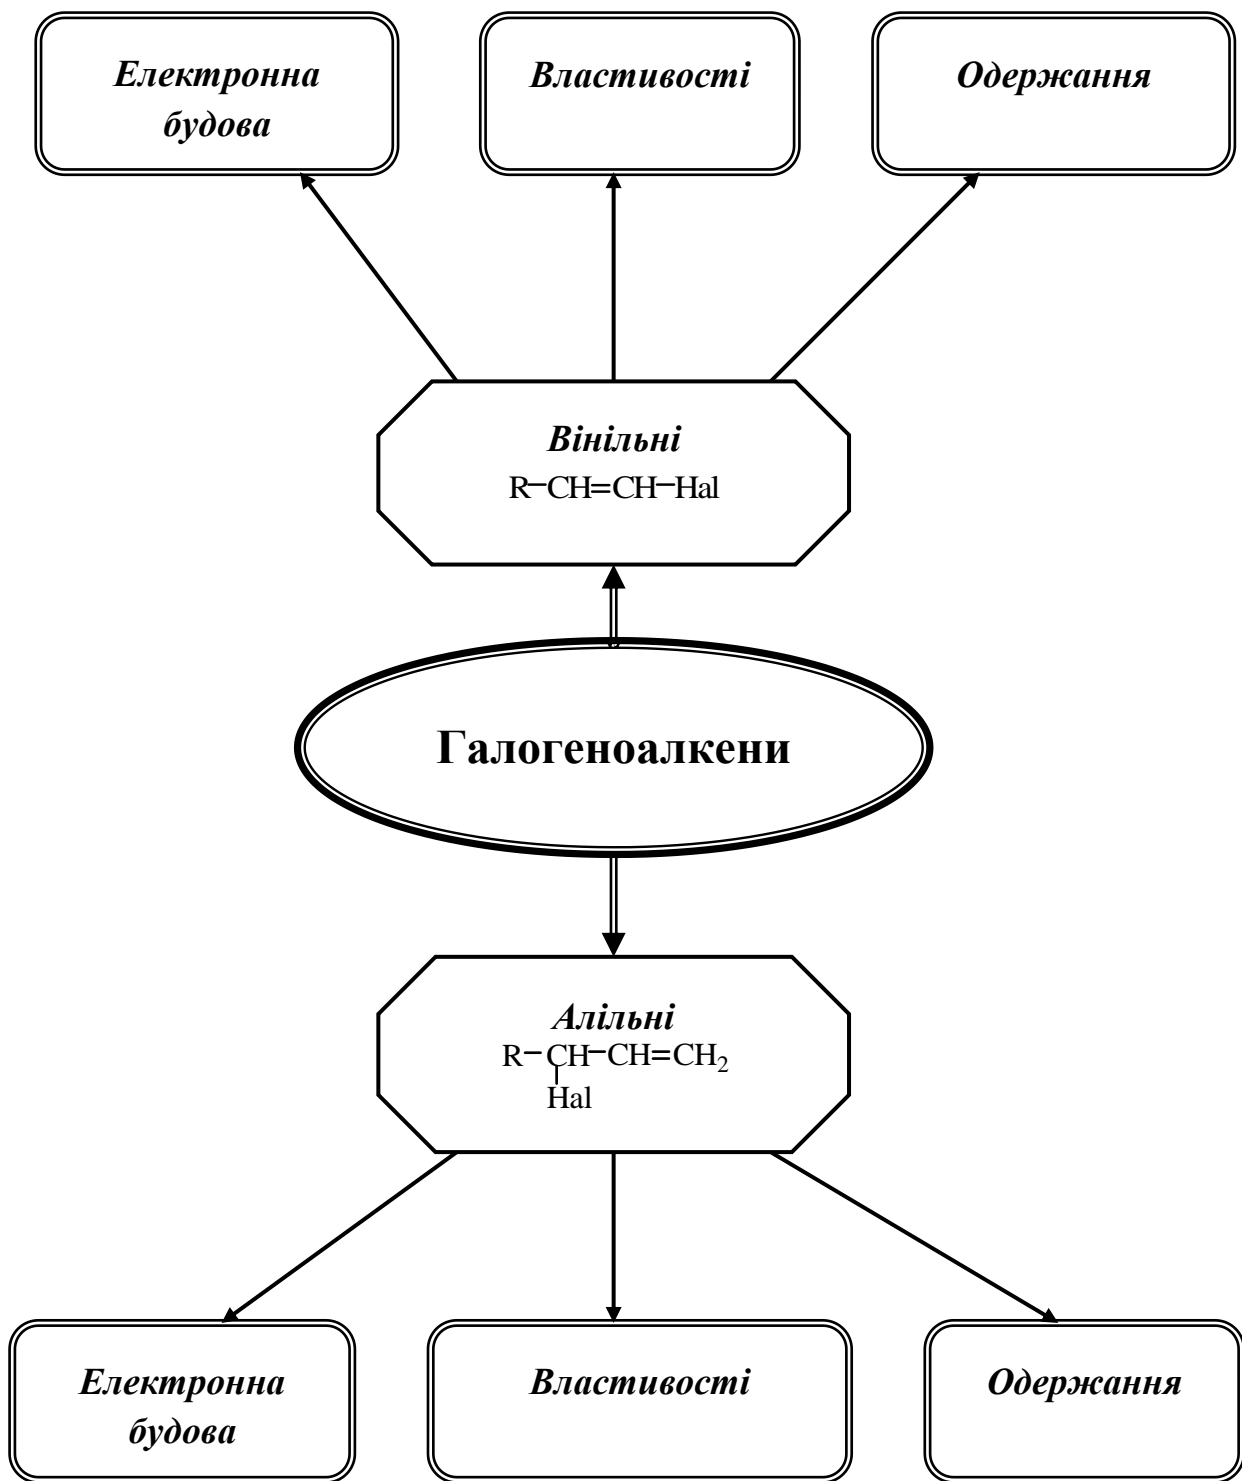 Електронна
будова
Властивості
Одержання
Вінільні
R−CH=CH−Hal
Галогеноалкени
Алільні
R−CH−CH=CH₂
Hal
Електронна
будова
Властивості
Одержання